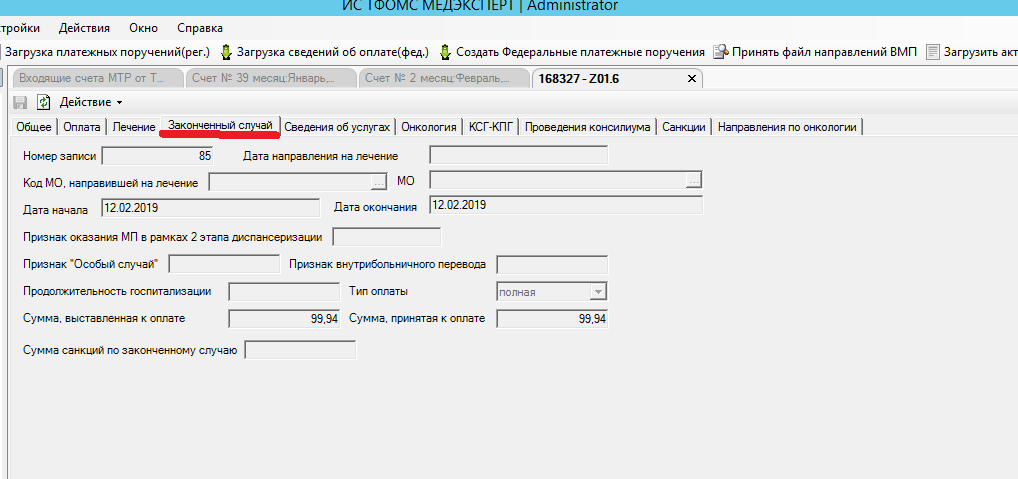 ИС ТФОМС МЕДЭКСПЕРТ | Administrator
тройки Действия Окно Справка
Загрузка платежных поручений(рег.) Загрузка сведений об оплате(фед.) Создать Федеральные платежные поручения Принять файл направлений ВМП Загрузить акт
Входящие счета МТР от Т... Счет № 39 месяц:Январь,... Счет № 2 месяц:Февраль,... 168327 - Z01.6
Действие
Общее Оплата Лечение Законченный случай Сведения об услугах Онкология КСГ-КПГ Проведения консилиума Санкции Направления по онкологии
Номер записи 85 Дата направления на лечение
Код МО, направившей на лечение ... МО ...
Дата начала 12.02.2019 Дата окончания 12.02.2019
Признак оказания МП в рамках 2 этапа диспансеризации
Признак "Особый случай" Признак внутрибольничного перевода
Продолжительность госпитализации Тип оплаты полная
Сумма, выставленная к оплате 99,94 Сумма, принятая к оплате 99,94
Сумма санкций по законченному случаю